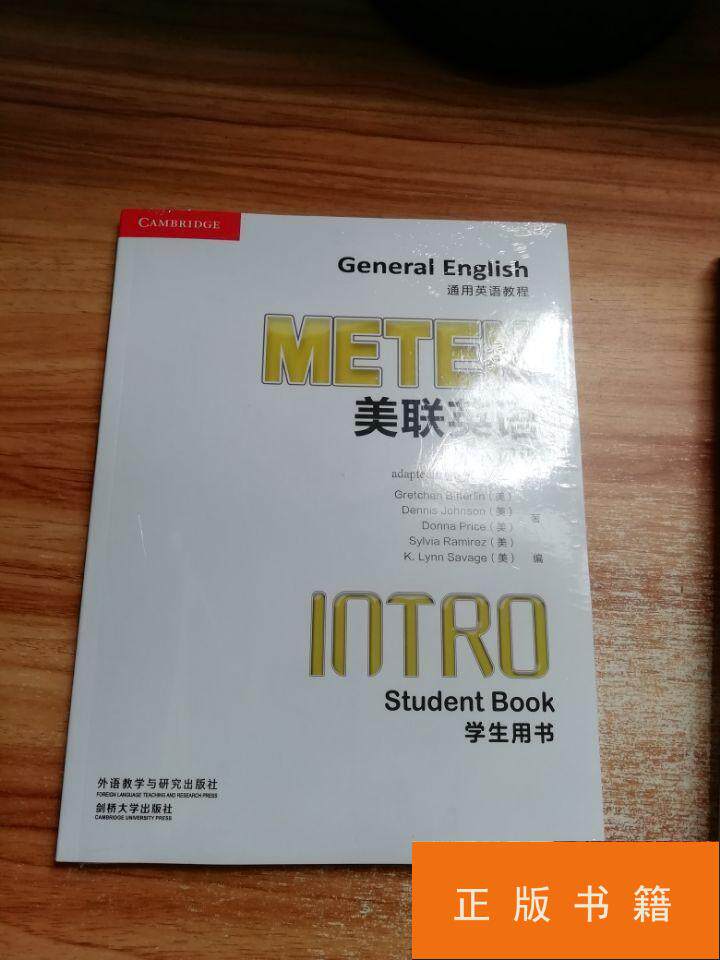 CAMBRIDGE
General English
通用英语教程
METEN
美联英语
Gretchen Bitterlin（美）
Dennis Johnson（美）
Donna Price（美）
著
Sylvia Ramirez（美）
K. Lynn Savage（美） 编
INTRO
Student Book
学生用书
外语教学与研究出版社
FOREIGN LANGUAGE TEACHING AND RESEARCH PRESS
剑桥大学出版社
CAMBRIDGE UNIVERSITY PRESS
正版书籍